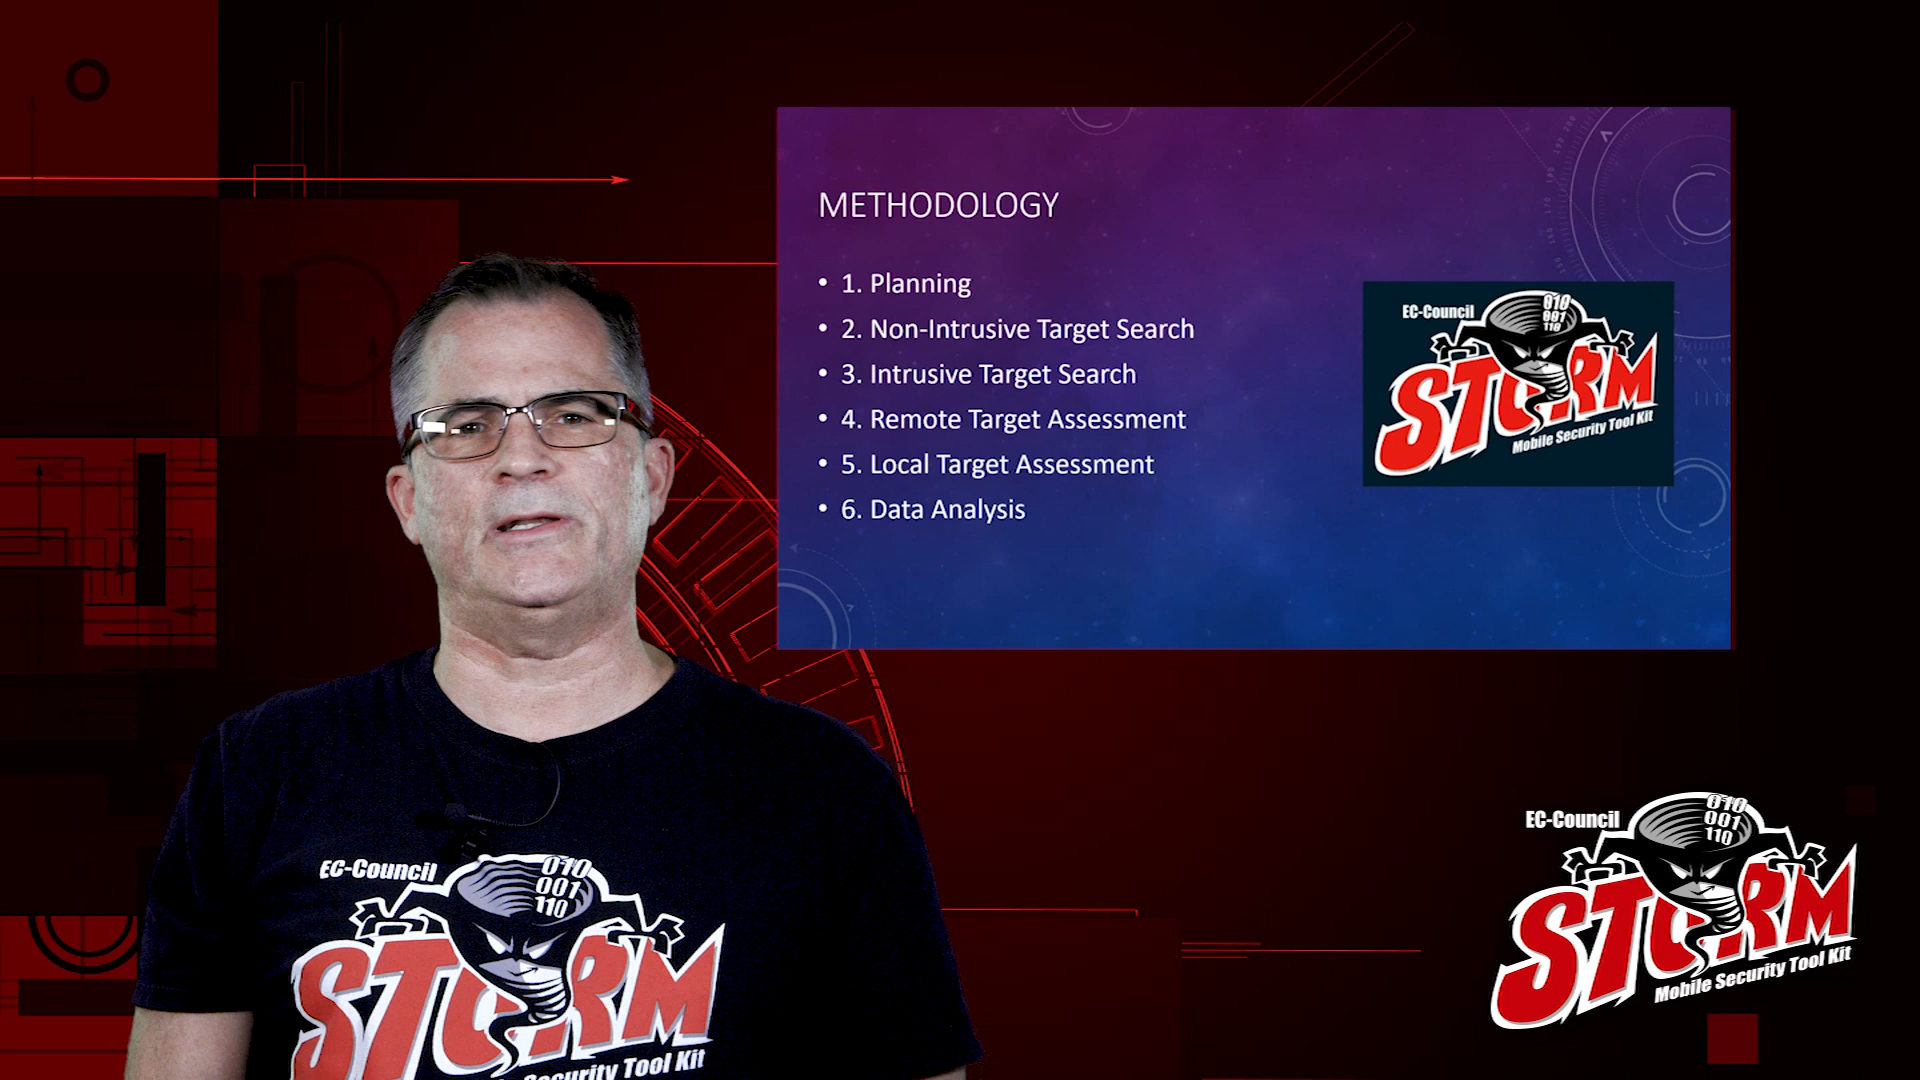 METHODOLOGY
• 1. Planning
• 2. Non-Intrusive Target Search
• 3. Intrusive Target Search
• 4. Remote Target Assessment
• 5. Local Target Assessment
• 6. Data Analysis
EC-Council
010
001
110
STORM
Mobile Security Tool Kit
EC-Council
010
001
110
STORM
Security Tool Kit
EC-Council
010
001
110
STORM
Mobile Security Tool Kit